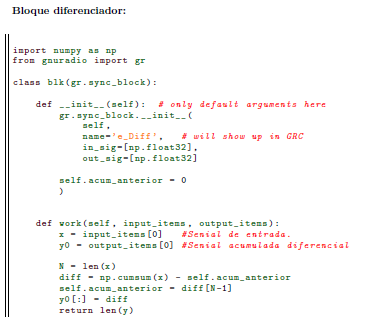 Bloque diferenciador:
import numpy as np
from gnuradio import gr
class blk(gr.sync_block):
def __init__(self): # only default arguments here
gr.sync_block.__init__(
self,
name='e_Diff', # will show up in GRC
in_sig=[np.float32],
out_sig=[np.float32]
self.acum_anterior = 0
)
def work(self, input_items, output_items):
x = input_items[0] #Senial de entrada.
y0 = output_items[0] #Senial acumulada diferencial
N = len(x)
diff = np.cumsum(x) - self.acum_anterior
self.acum_anterior = diff[N-1]
y0[:] = diff
return len(y)